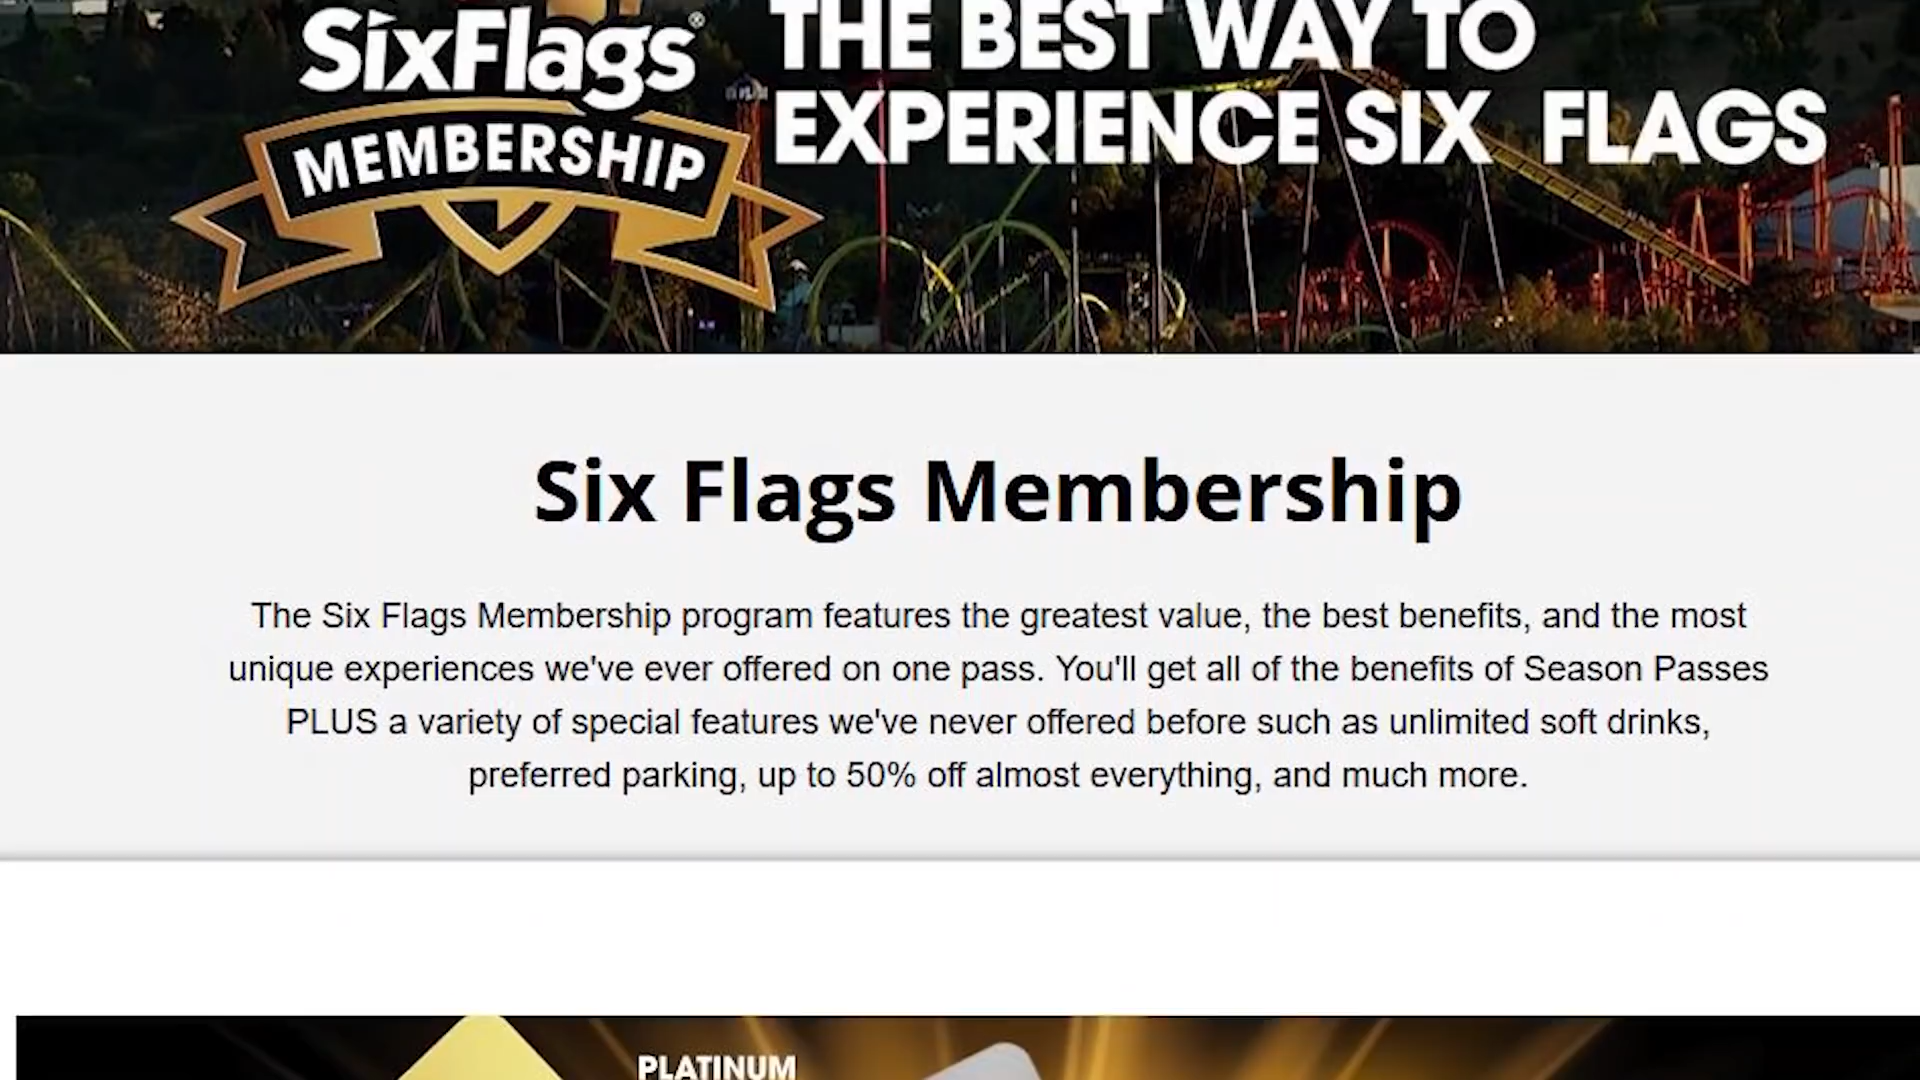 SixFlags®
MEMBERSHIP
THE BEST WAY TO
EXPERIENCE SIX FLAGS
Six Flags Membership
The Six Flags Membership program features the greatest value, the best benefits, and the most
unique experiences we've ever offered on one pass. You'll get all of the benefits of Season Passes
PLUS a variety of special features we've never offered before such as unlimited soft drinks,
preferred parking, up to 50% off almost everything, and much more.
PLATINUM